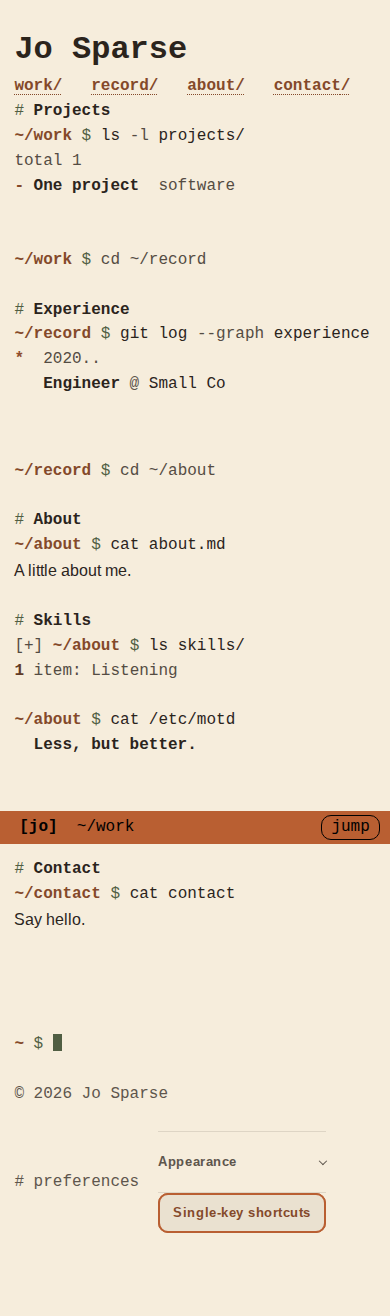 Jo Sparse
work/ record/ about/ contact/
# Projects
~/work $ ls -l projects/
total 1
- One project software
~/work $ cd ~/record
# Experience
~/record $ git log --graph experience
* 2020..
Engineer @ Small Co
~/record $ cd ~/about
# About
~/about $ cat about.md
A little about me.
# Skills
[+] ~/about $ ls skills/
1 item: Listening
~/about $ cat /etc/motd
Less, but better.
[jo] ~/work jump
# Contact
~/contact $ cat contact
Say hello.
~ $
© 2026 Jo Sparse
Appearance
# preferences
Single-key shortcuts